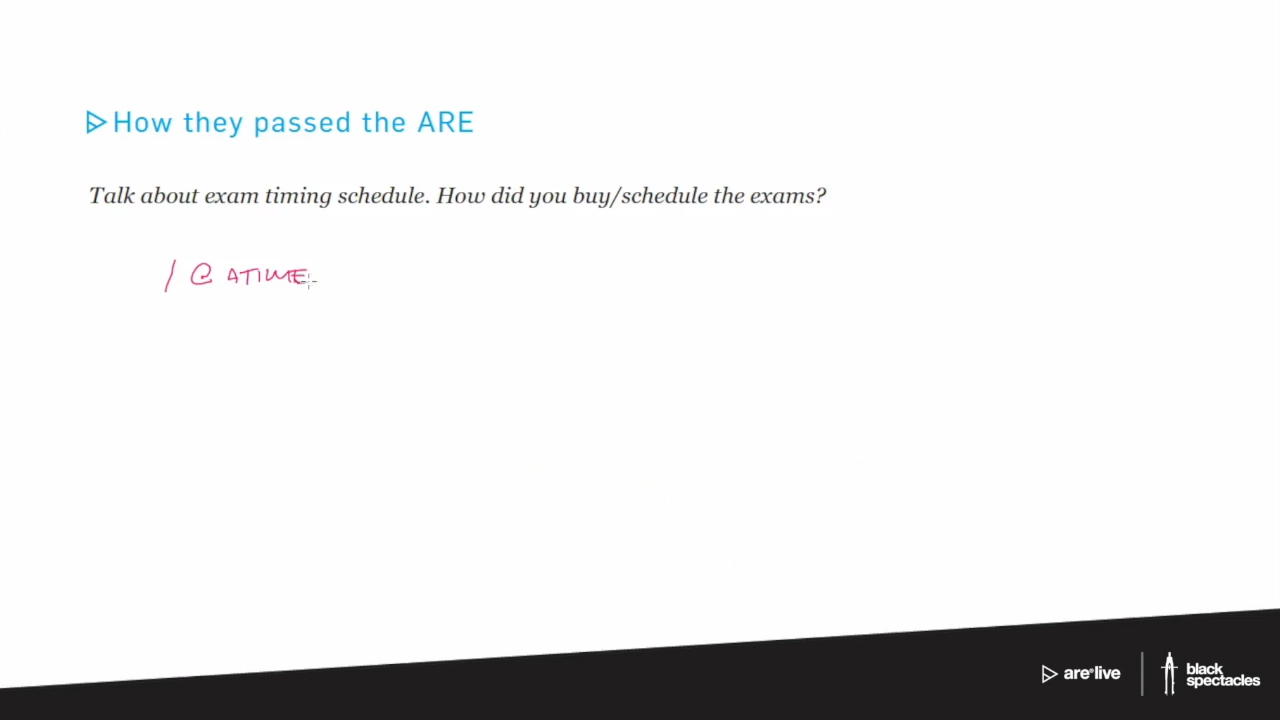 How they passed the ARE
Talk about exam timing schedule. How did you buy/schedule the exams?
1 @ A TIME
are®live
black
spectacles